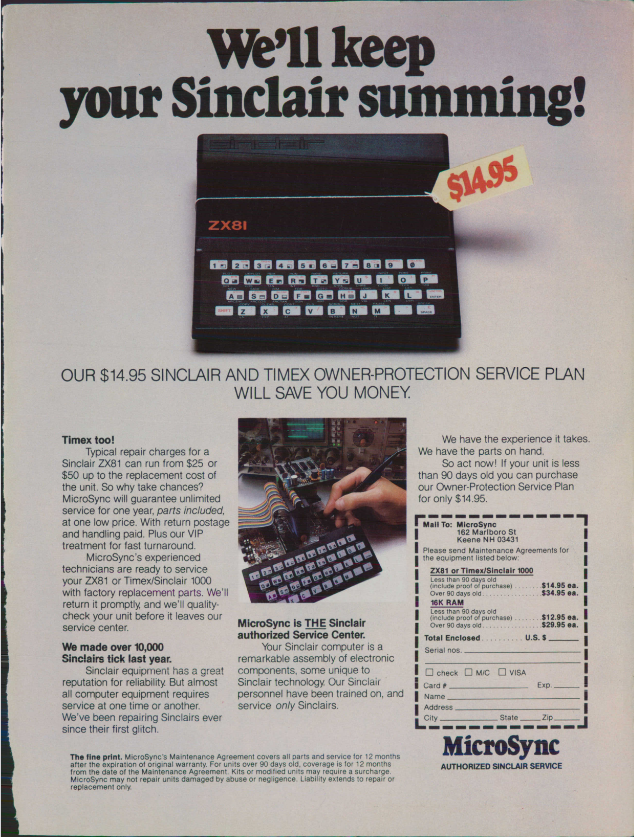 We'll keep
your Sinclair summing!
sinclair
$14.95
ZX81
1 2 3 4 5 6 7 8 9 0
Q W E R T Y U I O P
A S D F G H J K L ENTER
SHIFT Z X C V B N M . SPACE
OUR $14.95 SINCLAIR AND TIMEX OWNER-PROTECTION SERVICE PLAN
WILL SAVE YOU MONEY.
Timex too!
Typical repair charges for a
Sinclair ZX81 can run from $25 or
$50 up to the replacement cost of
the unit. So why take chances?
MicroSync will guarantee unlimited
service for one year, parts included,
at one low price. With return postage
and handling paid. Plus our VIP
treatment for fast turnaround.
MicroSync's experienced
technicians are ready to service
your ZX81 or Timex/Sinclair 1000
with factory replacement parts. We'll
return it promptly, and we'll quality-
check your unit before it leaves our
service center.
We made over 10,000
Sinclairs tick last year.
Sinclair equipment has a great
reputation for reliability. But almost
all computer equipment requires
service at one time or another.
We've been repairing Sinclairs ever
since their first glitch.
MicroSync is THE Sinclair
authorized Service Center.
Your Sinclair computer is a
remarkable assembly of electronic
components, some unique to
Sinclair technology. Our Sinclair
personnel have been trained on, and
service only Sinclairs.
We have the experience it takes.
We have the parts on hand.
So act now! If your unit is less
than 90 days old you can purchase
our Owner-Protection Service Plan
for only $14.95.
Mail To: MicroSync
162 Marlboro St
Keene NH 03431
Please send Maintenance Agreements for
the equipment listed below:
ZX81 or Timex/Sinclair 1000
Less than 90 days old
(include proof of purchase) ...... $14.95 ea.
Over 90 days old .............. $34.95 ea.
16K RAM
Less than 90 days old
(include proof of purchase) ...... $12.95 ea.
Over 90 days old .............. $29.95 ea.
Total Enclosed .......... U.S. $
Serial nos.
check M/C VISA
Card # Exp.
Name
Address
City State Zip
MicroSync
AUTHORIZED SINCLAIR SERVICE
The fine print. MicroSync's Maintenance Agreement covers all parts and service for 12 months
after the expiration of original warranty. For units over 90 days old, coverage is for 12 months
from the date of the Maintenance Agreement. Kits or modified units may require a surcharge.
MicroSync may not repair units damaged by abuse or negligence. Liability extends to repair or
replacement only.